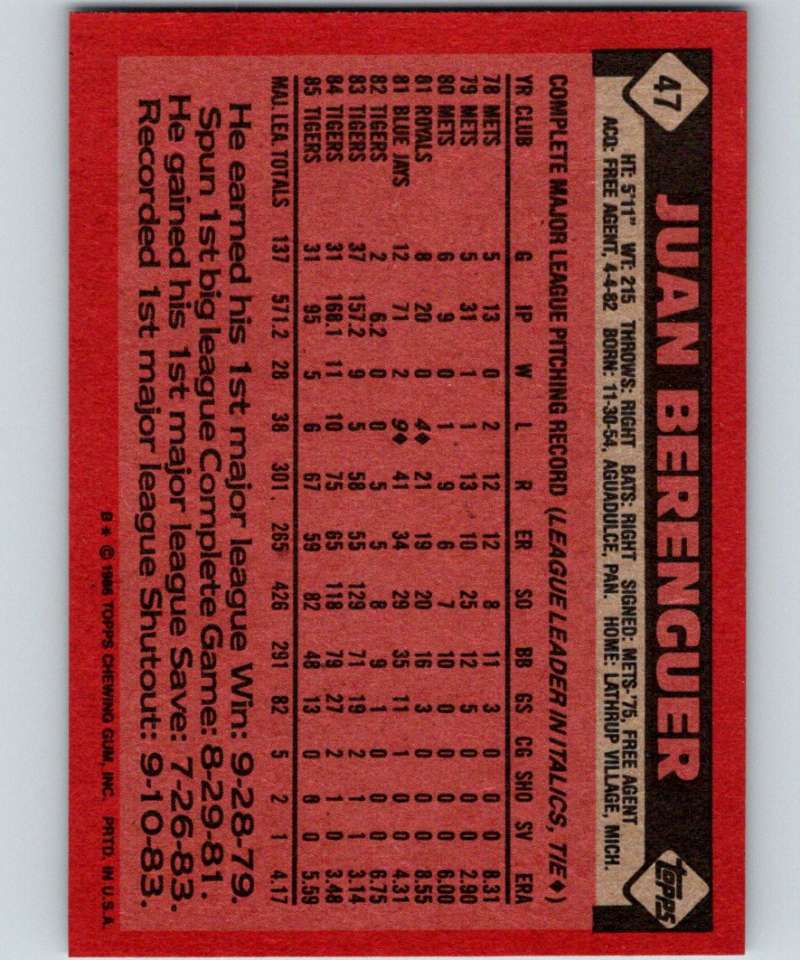 47
JUAN BERENGUER
TOPPS
HT: 5'11" WT: 215 THROWS: RIGHT BATS: RIGHT SIGNED: METS-'75, FREE AGENT
ACQ: FREE AGENT, 4-4-82 BORN: 11-30-54, AGUADULCE, PAN. HOME: LATHRUP VILLAGE, MICH.
COMPLETE MAJOR LEAGUE PITCHING RECORD (LEAGUE LEADER IN ITALICS, TIE♦)
YR CLUB G IP W L R ER SO BB GS CG SHO SV ERA
78 METS 5 13 0 2 12 12 8 11 3 0 0 0 8.31
79 METS 5 31 1 1 13 10 25 12 5 0 0 0 2.90
80 METS 6 9 0 1 9 6 7 10 0 0 0 0 6.00
81 ROYALS 8 20 0 4♦ 21 19 20 16 3 0 0 0 8.55
81 BLUE JAYS 12 71 2 9♦ 41 34 29 35 11 1 0 0 4.31
82 TIGERS 2 6.2 0 0 5 5 8 9 1 0 0 0 6.75
83 TIGERS 37 157.2 9 5 58 55 129 71 19 2 1 1 3.14
84 TIGERS 31 168.1 11 10 75 65 118 79 27 2 1 0 3.48
85 TIGERS 31 95 5 6 67 59 82 48 13 0 0 0 5.59
MAJ. LEA. TOTALS 137 571.2 28 38 301 265 426 291 82 5 2 1 4.17
He earned his 1st major league Win: 9-28-79.
Spun 1st big league Complete Game: 8-29-81.
He gained his 1st major league Save: 7-26-83.
Recorded 1st major league Shutout: 9-10-83.
B* © 1986 TOPPS CHEWING GUM, INC. PRTD. IN U.S.A.